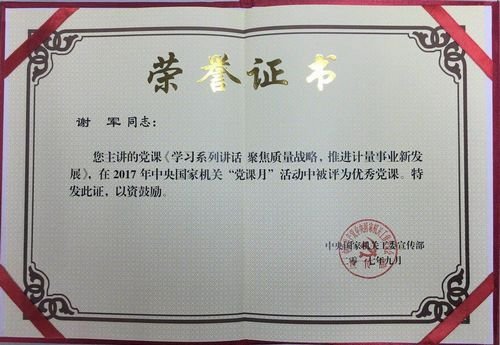 荣誉证书
谢 军同志：
您主讲的党课《学习系列讲话 聚焦质量战略，推进计量事业新发
展》，在2017年中央国家机关“党课月”活动中被评为优秀党课。特
发此证，以资鼓励。
中央国家机关工委宣传部
二〇一七年九月